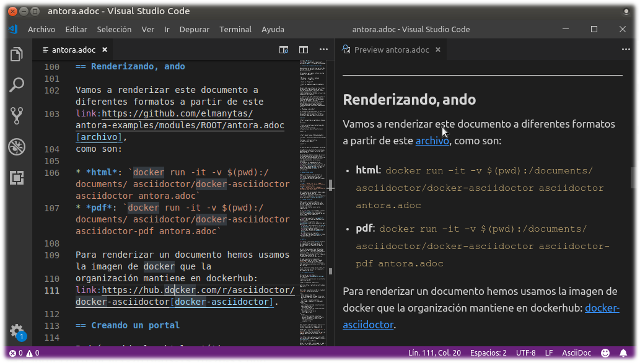 antora.adoc - Visual Studio Code
Archivo Editar Selección Ver Ir Depurar Terminal Ayuda
antora.adoc - Visual Studio Code
antora.adoc
Preview antora.adoc
100 == Renderizando, ando
101
102 Vamos a renderizar este documento a
diferentes formatos a partir de este
103 link:https://github.com/elmanytas/
antora-examples/modules/ROOT/antora.adoc
[archivo],
104 como son:
105
106 * *html*: `docker run -it -v $(pwd):/
documents/ asciidoctor/docker-asciidoctor
asciidoctor antora.adoc`
107 * *pdf*: `docker run -it -v $(pwd):/
documents/ asciidoctor/docker-asciidoctor
asciidoctor-pdf antora.adoc`
108
109 Para renderizar un documento hemos usamos
la imagen de docker que la
110 organización mantiene en dockerhub:
111 link:https://hub.docker.com/r/asciidoctor/
docker-asciidoctor[docker-asciidoctor].
112
113 == Creando un portal
114
Renderizando, ando
Vamos a renderizar este documento a diferentes formatos
a partir de este archivo, como son:
• html: docker run -it -v $(pwd):/documents/
asciidoctor/docker-asciidoctor asciidoctor
antora.adoc
• pdf: docker run -it -v $(pwd):/documents/
asciidoctor/docker-asciidoctor asciidoctor-
pdf antora.adoc
Para renderizar un documento hemos usamos la imagen de
docker que la organización mantiene en dockerhub: docker-
asciidoctor.
1
0 0 Lín. 111, Col. 20 Espacios: 2 UTF-8 LF AsciiDoc